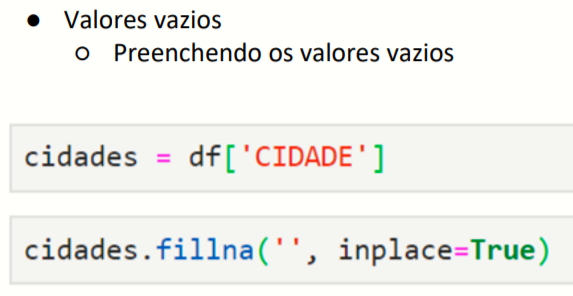 ● Valores vazios
○ Preenchendo os valores vazios
cidades = df['CIDADE']
cidades.fillna('', inplace=True)